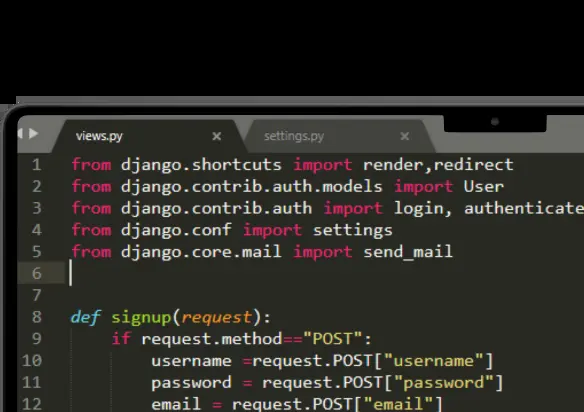 views.py × settings.py ×
1 from django.shortcuts import render,redirect
2 from django.contrib.auth.models import User
3 from django.contrib.auth import login, authenticate
4 from django.conf import settings
5 from django.core.mail import send_mail
6
7
8 def signup(request):
9 if request.method=="POST":
10 username =request.POST["username"]
11 password = request.POST["password"]
12 email = request.POST["email"]